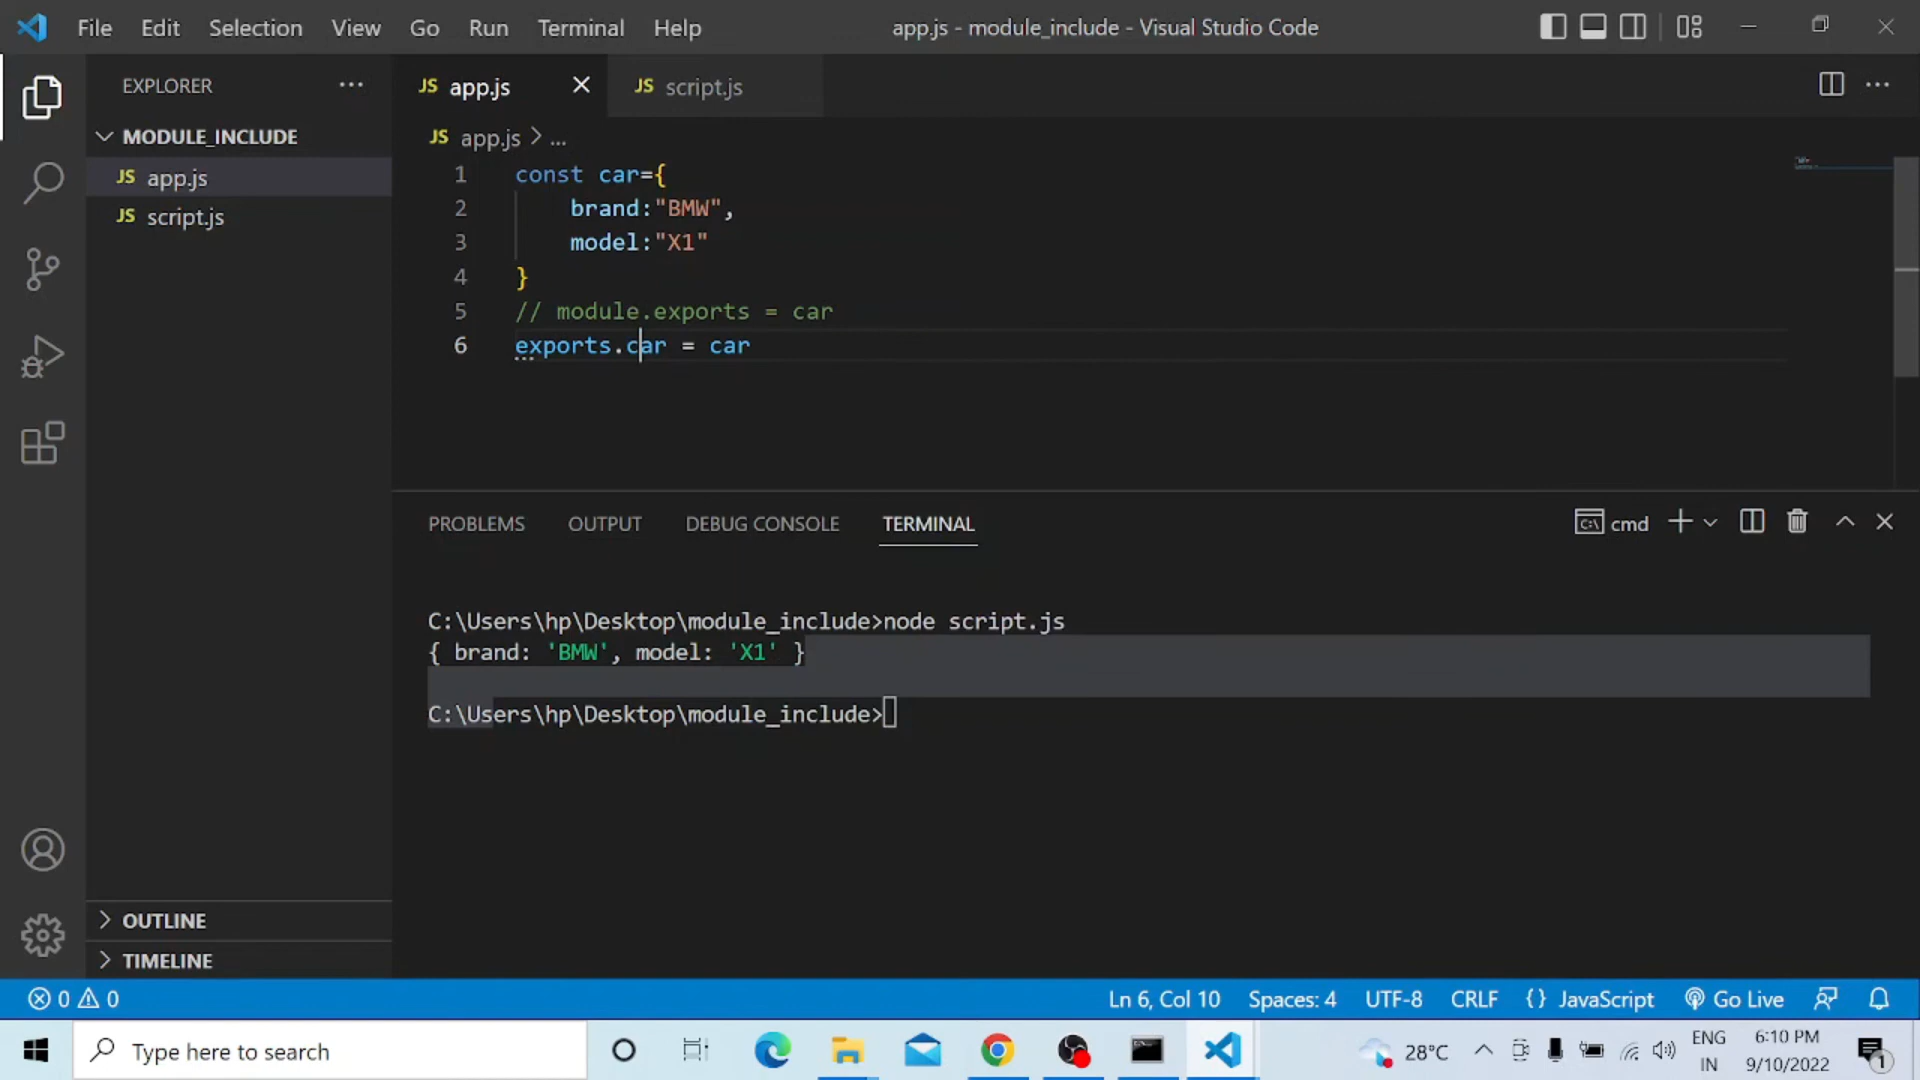 File Edit Selection View Go Run Terminal Help
app.js - module_include - Visual Studio Code
EXPLORER
MODULE_INCLUDE
JS app.js
JS script.js
OUTLINE
TIMELINE
JS app.js
JS script.js
JS app.js > ...
1 const car={
2 brand:"BMW",
3 model:"X1"
4 }
5 // module.exports = car
6 exports.car = car
PROBLEMS OUTPUT DEBUG CONSOLE TERMINAL
cmd
C:\Users\hp\Desktop\module_include>node script.js
{ brand: 'BMW', model: 'X1' }
C:\Users\hp\Desktop\module_include>
0 0
Ln 6, Col 10 Spaces: 4 UTF-8 CRLF {} JavaScript Go Live
Type here to search
28°C
ENG
IN
6:10 PM
9/10/2022
1